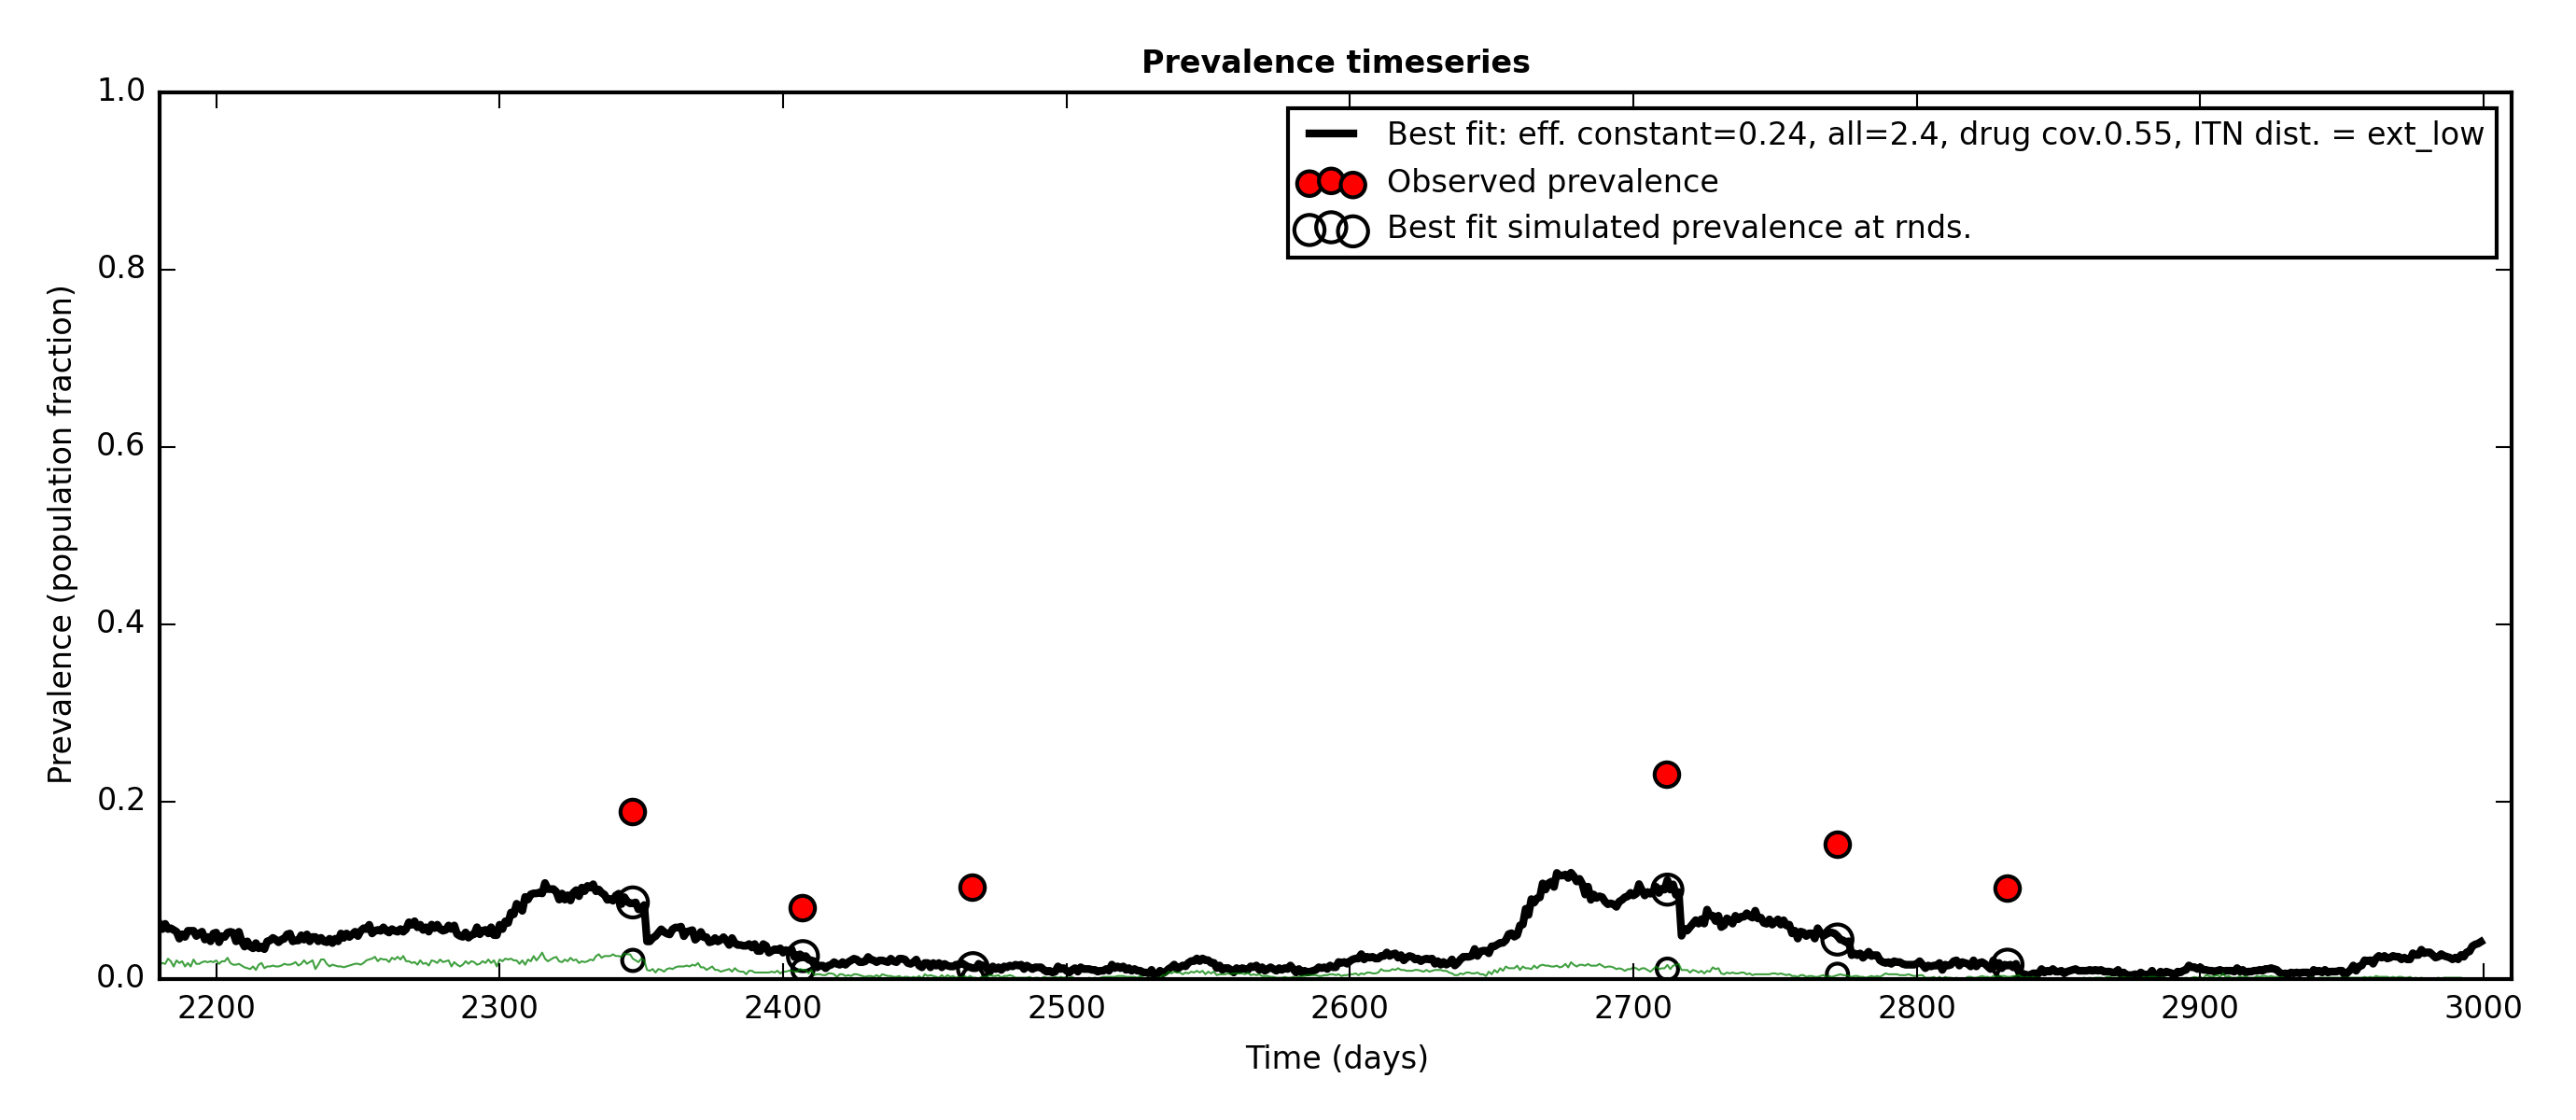 Prevalence timeseries
Best fit: eff. constant=0.24, all=2.4, drug cov.0.55, ITN dist. = ext_low
Observed prevalence
Best fit simulated prevalence at rnds.
Prevalence (population fraction)
1.0
0.8
0.6
0.4
0.2
0.0
2200 2300 2400 2500 2600 2700 2800 2900 3000
Time (days)